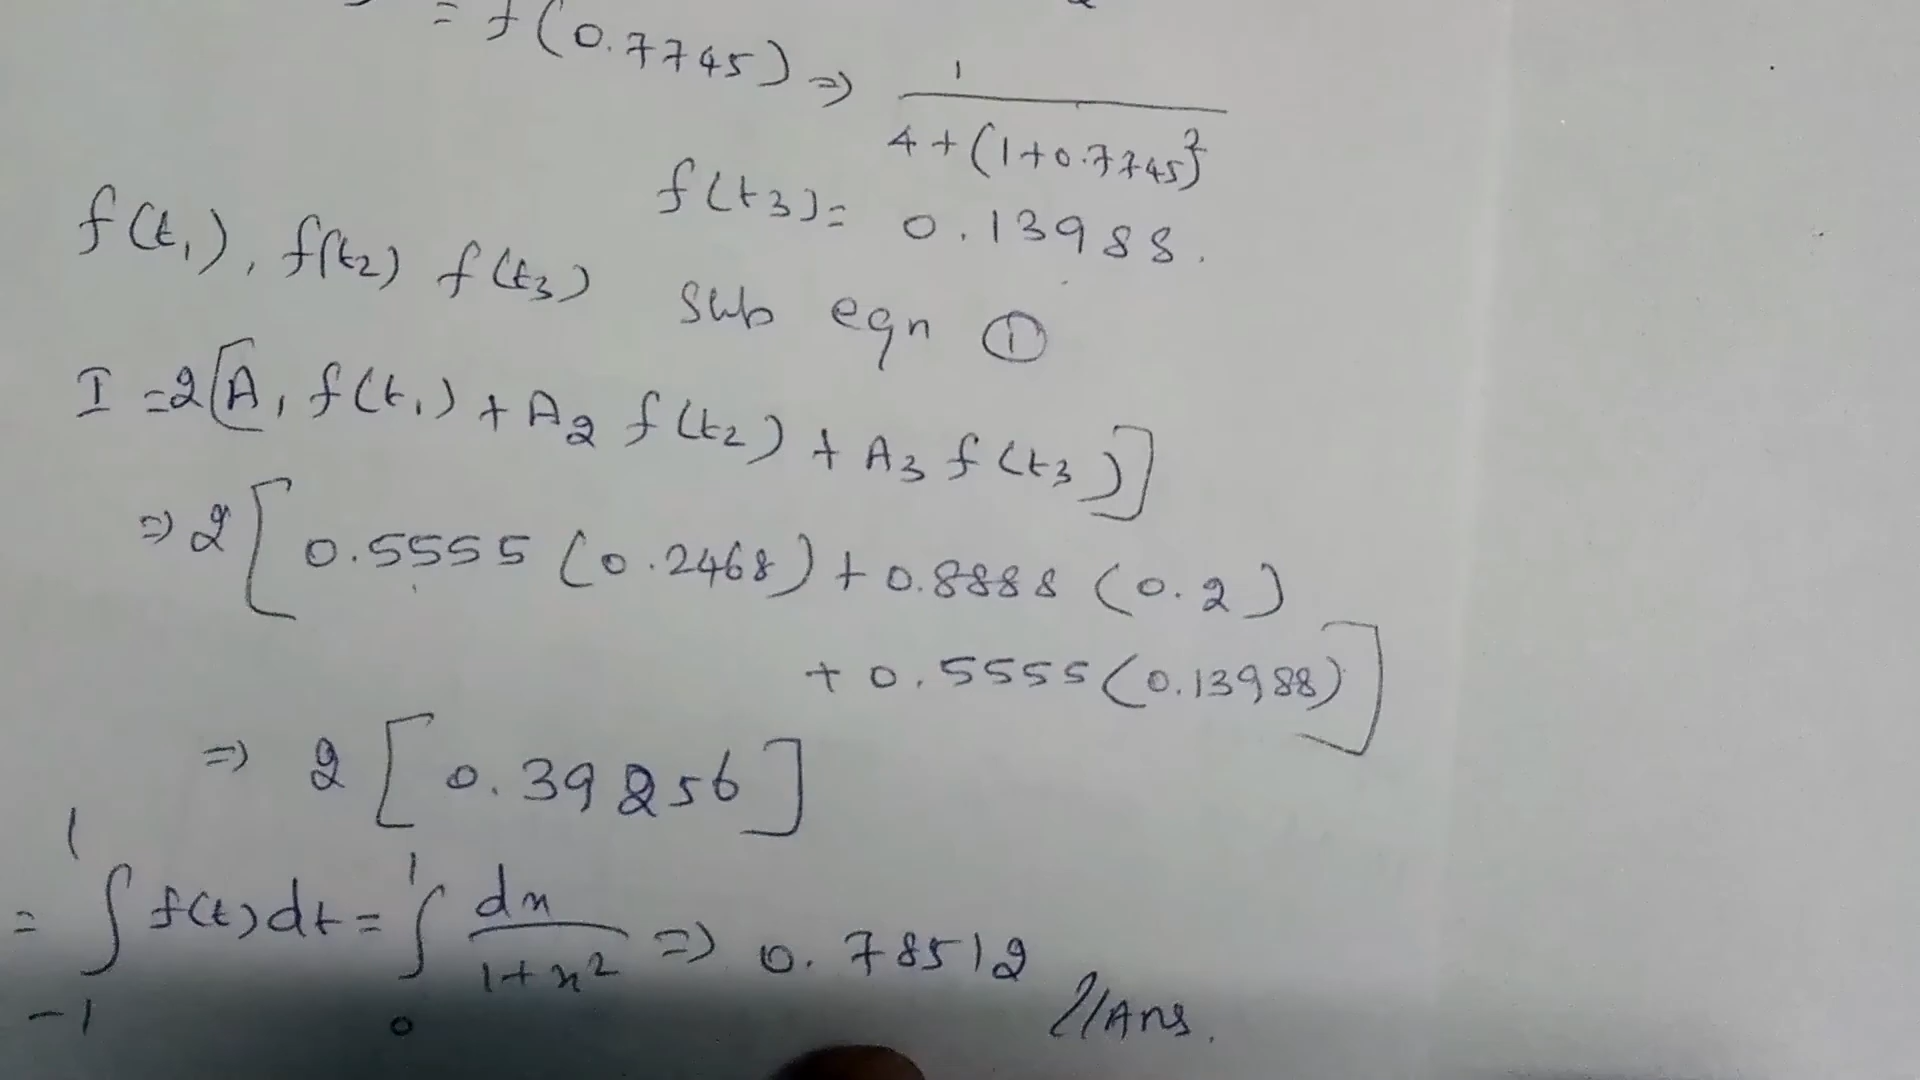 = f(0.7745) ⇒ 1 / 4+(1+0.7745)²
f(t3) = 0.13988.
f(t1), f(t2) f(t3) sub eqn ①
I = 2[A1 f(t1) + A2 f(t2) + A3 f(t3)]
⇒ 2[0.5555 (0.2468) + 0.8888 (0.2)
+ 0.5555 (0.13988)]
⇒ 2 [0.39256]
= ∫₋₁¹ f(t)dt = ∫₀¹ dx / 1+x² ⇒ 0.78512 //Ans.